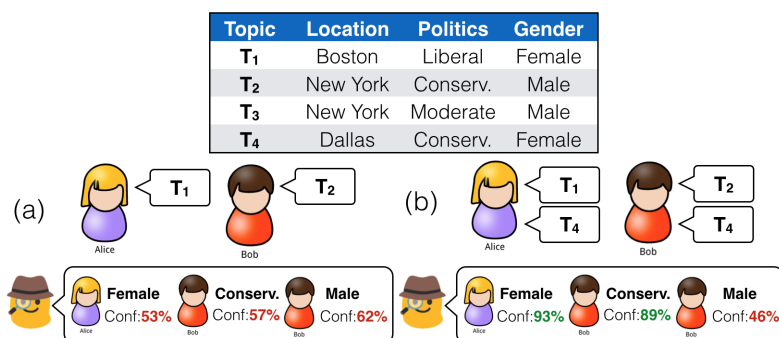 Topic Location Politics Gender
T1 Boston Liberal Female
T2 New York Conserv. Male
T3 New York Moderate Male
T4 Dallas Conserv. Female
(a) T1 T2
Alice Bob
(b) T1 T2
T4 T4
Alice Bob
Female Conserv. Male
Conf:53% Conf:57% Conf:62%
Alice Bob Bob
Female Conserv. Male
Conf:93% Conf:89% Conf:46%
Alice Bob Bob